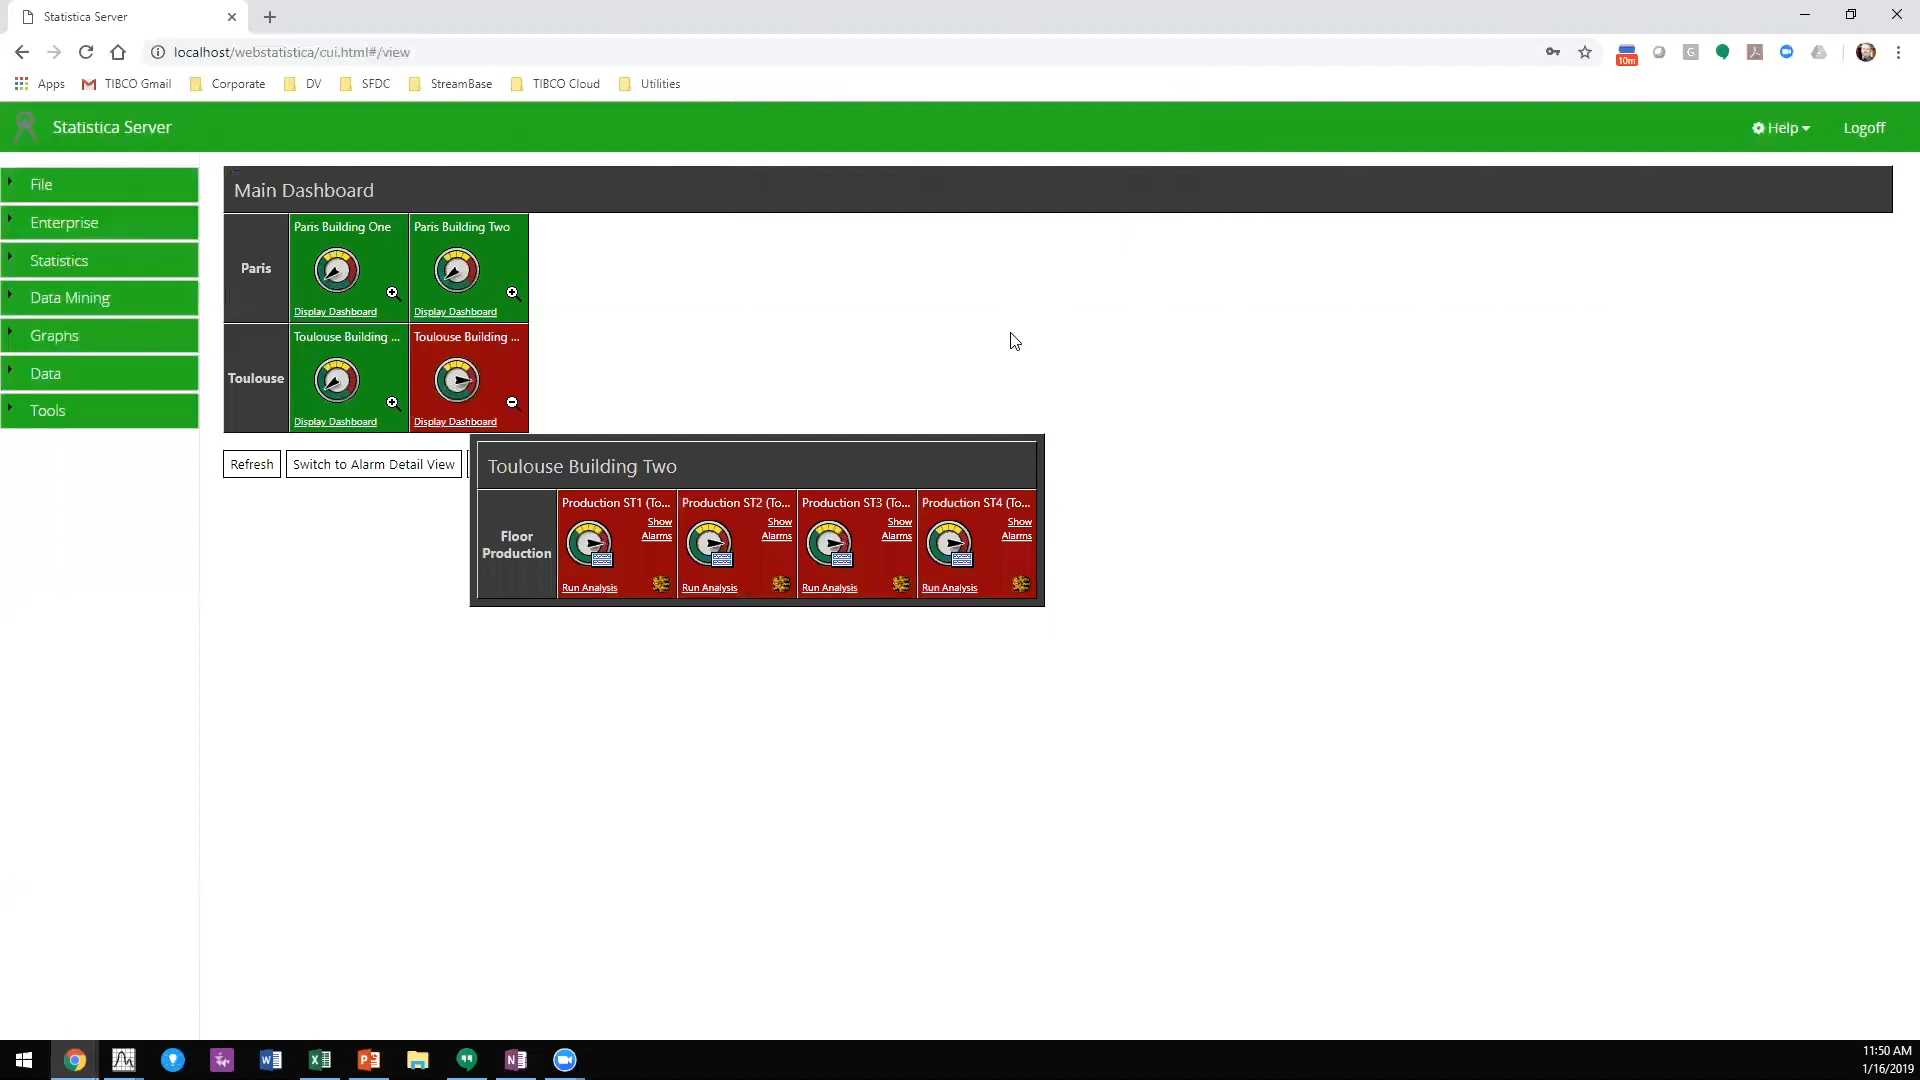 Statistica Server
localhost/webstatistica/cui.html#/view
10m
G
Apps TIBCO Gmail Corporate DV SFDC StreamBase TIBCO Cloud Utilities
Statistica Server
Help Logoff
File
Enterprise
Statistics
Data Mining
Graphs
Data
Tools
Main Dashboard
Paris
Paris Building One
Display Dashboard
Paris Building Two
Display Dashboard
Toulouse
Toulouse Building ...
Display Dashboard
Toulouse Building ...
Display Dashboard
Refresh
Switch to Alarm Detail View
Toulouse Building Two
Floor
Production
Production ST1 (To...
Show
Alarms
Run Analysis
Production ST2 (To...
Show
Alarms
Run Analysis
Production ST3 (To...
Show
Alarms
Run Analysis
Production ST4 (To...
Show
Alarms
Run Analysis
11:50 AM
1/16/2019